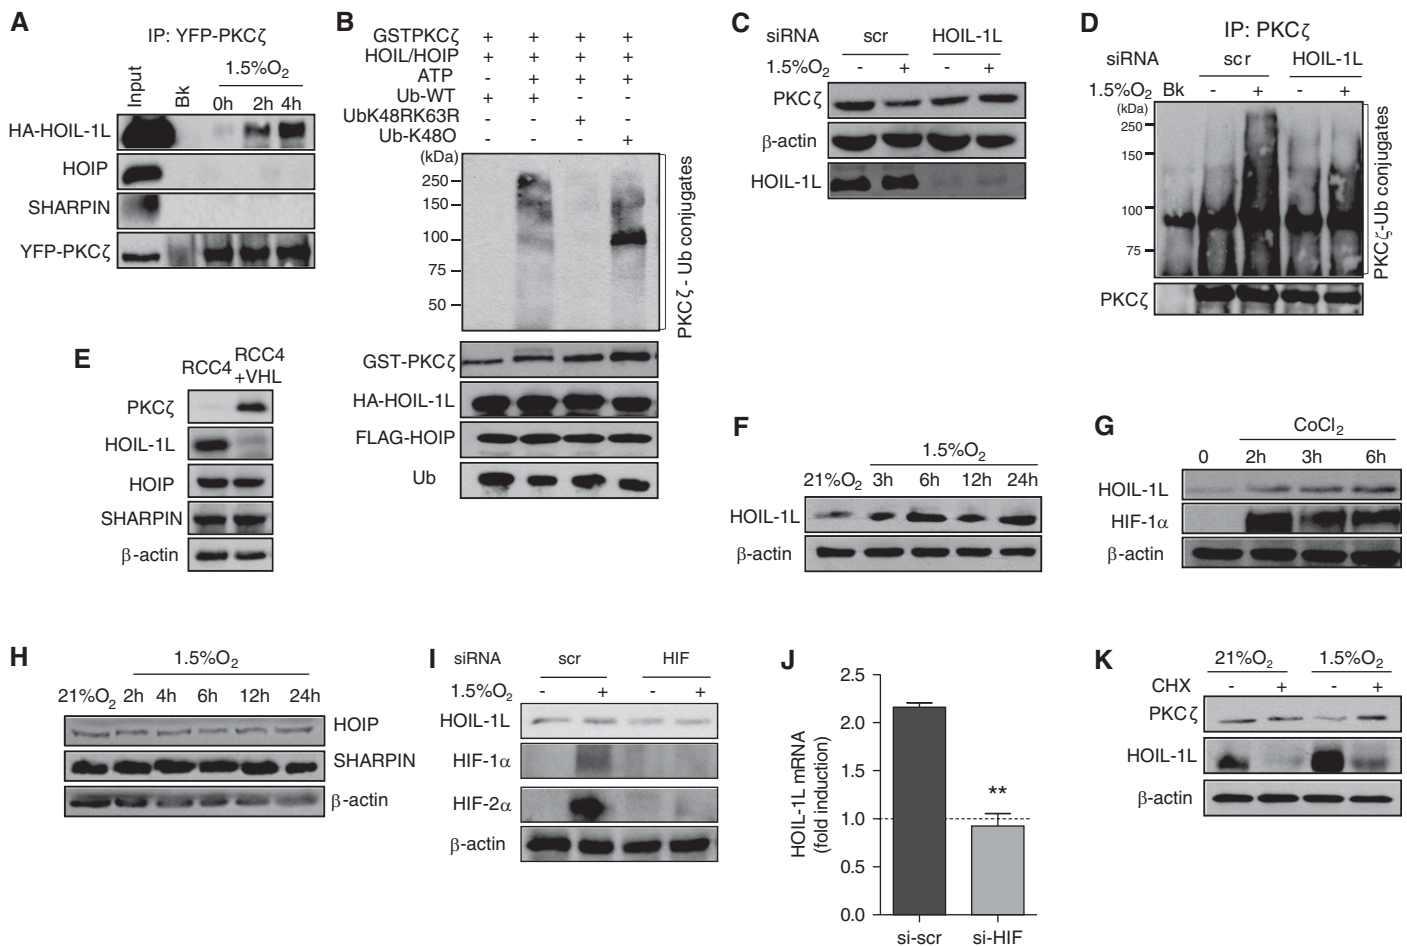 A
IP: YFP-PKCζ
1.5%O2
Input Bk 0h 2h 4h
HA-HOIL-1L
HOIP
SHARPIN
YFP-PKCζ
B
GSTPKCζ + + + +
HOIL/HOIP + + + +
ATP - + + +
Ub-WT + + - -
UbK48RK63R - - + -
Ub-K48O - - - +
(kDa)
250
150
100
75
50
PKCζ - Ub conjugates
GST-PKCζ
HA-HOIL-1L
FLAG-HOIP
Ub
C
siRNA scr HOIL-1L
1.5%O2 - + - +
PKCζ
β-actin
HOIL-1L
D
IP: PKCζ
siRNA scr HOIL-1L
1.5%O2 Bk - + - +
(kDa)
250
150
100
75
PKCζ-Ub conjugates
PKCζ
E
RCC4 RCC4
+VHL
PKCζ
HOIL-1L
HOIP
SHARPIN
β-actin
F
1.5%O2
21%O2 3h 6h 12h 24h
HOIL-1L
β-actin
G
CoCl2
0 2h 3h 6h
HOIL-1L
HIF-1α
β-actin
H
1.5%O2
21%O2 2h 4h 6h 12h 24h
HOIP
SHARPIN
β-actin
I
siRNA scr HIF
1.5%O2 - + - +
HOIL-1L
HIF-1α
HIF-2α
β-actin
J
HOIL-1L mRNA
(fold induction)
2.5
2.0
1.5
1.0
0.5
0.0
**
si-scr si-HIF
K
21%O2 1.5%O2
CHX - + - +
PKCζ
HOIL-1L
β-actin